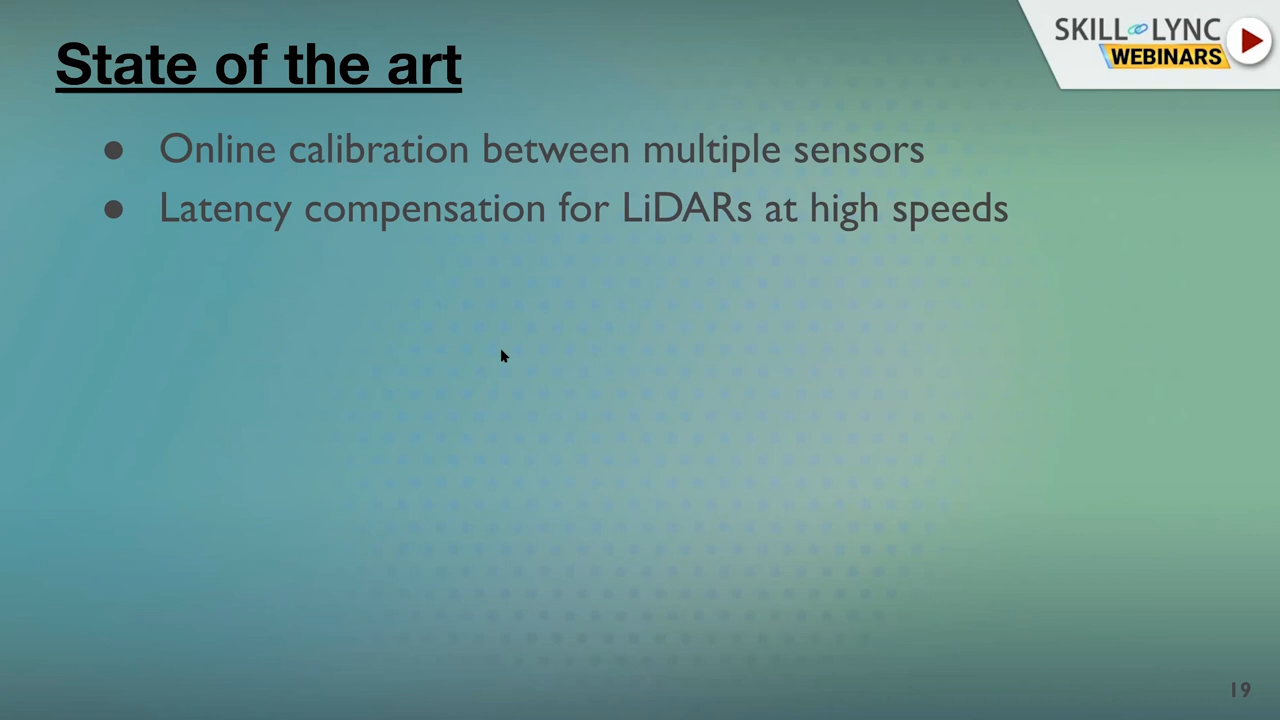 State of the art
SKILL LYNC
WEBINARS
● Online calibration between multiple sensors
● Latency compensation for LiDARs at high speeds
19